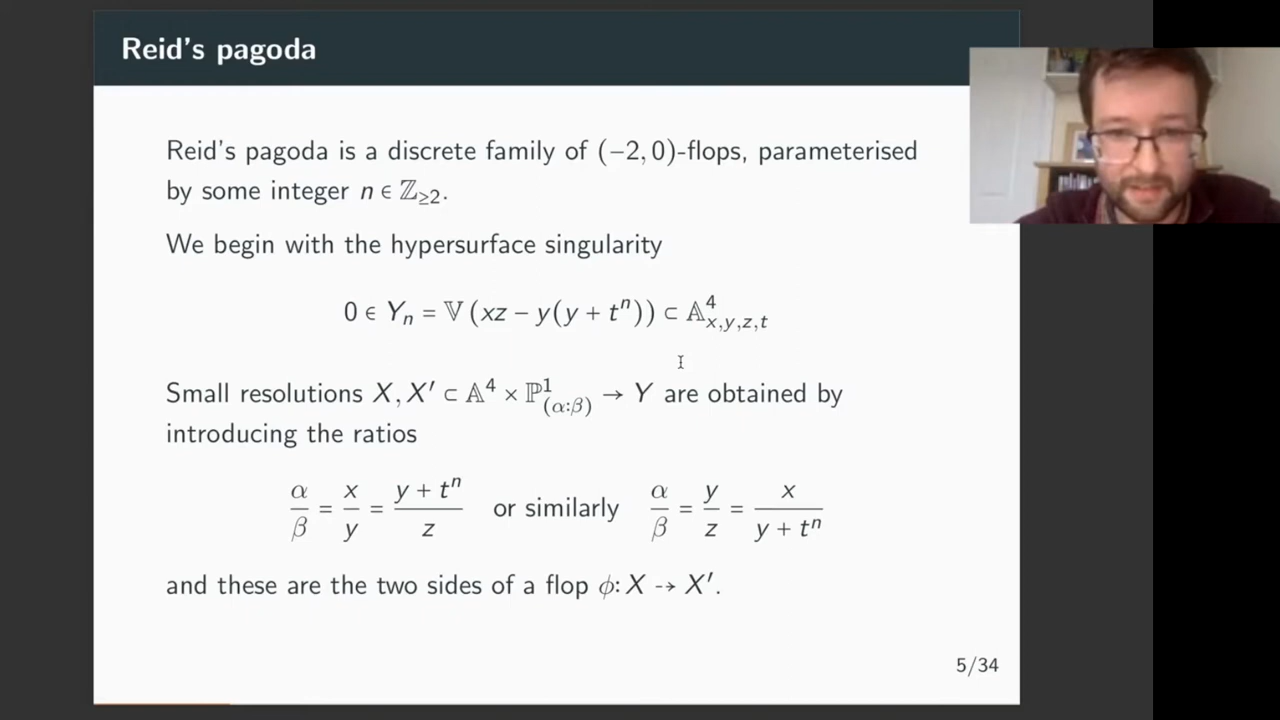 Reid's pagoda
Reid's pagoda is a discrete family of (−2, 0)-flops, parameterised
by some integer n ∈ ℤ≥2.
We begin with the hypersurface singularity
0 ∈ Yₙ = 𝕍 (xz − y(y + tⁿ)) ⊂ 𝔸⁴_{x,y,z,t}
Small resolutions X, X′ ⊂ 𝔸⁴ × ℙ¹_{(α:β)} → Y are obtained by
introducing the ratios
α/β = x/y = (y + tⁿ)/z or similarly α/β = y/z = x/(y + tⁿ)
and these are the two sides of a flop ϕ: X ⇢ X′.
5/34